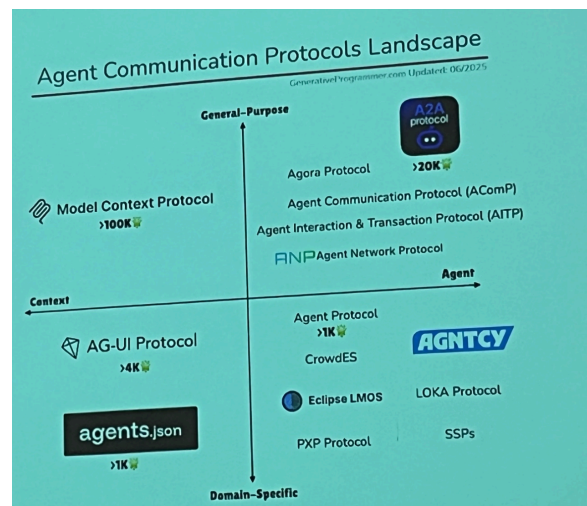 Agent Communication Protocols Landscape
GenerativeProgrammer.com Updated: 06/2025
General-Purpose
A2A
protocol
>20K
Agora Protocol
Model Context Protocol
>100K
Agent Communication Protocol (AComP)
Agent Interaction & Transaction Protocol (AITP)
ANP Agent Network Protocol
Agent
Context
Agent Protocol
>1K
AG-UI Protocol
>4K
AGNTCY
CrowdES
Eclipse LMOS
LOKA Protocol
agents.json
>1K
PXP Protocol
SSPs
Domain-Specific